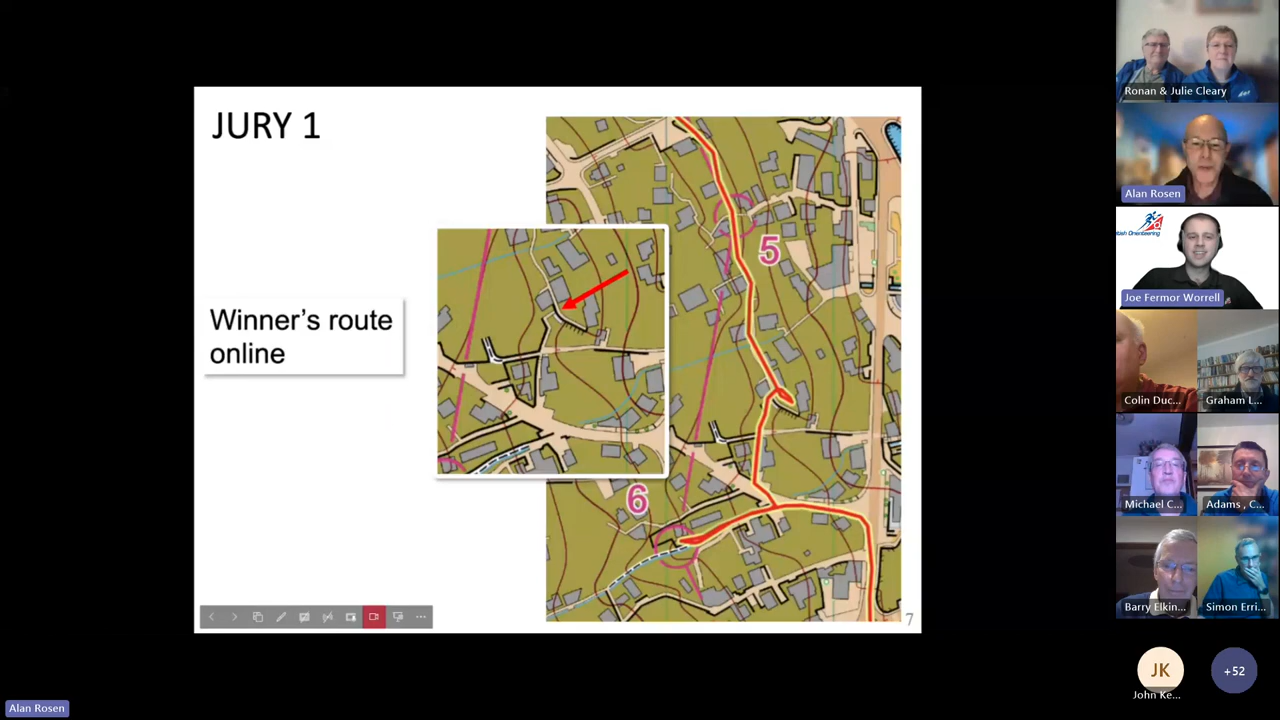 JURY 1
Winner's route
online
5
6
7
Ronan & Julie Cleary
Alan Rosen
Joe Fermor Worrell
Colin Duc...
Graham L...
Michael C...
Adams , C...
Barry Elkin...
Simon Erri...
JK
John Ke...
+52
Alan Rosen